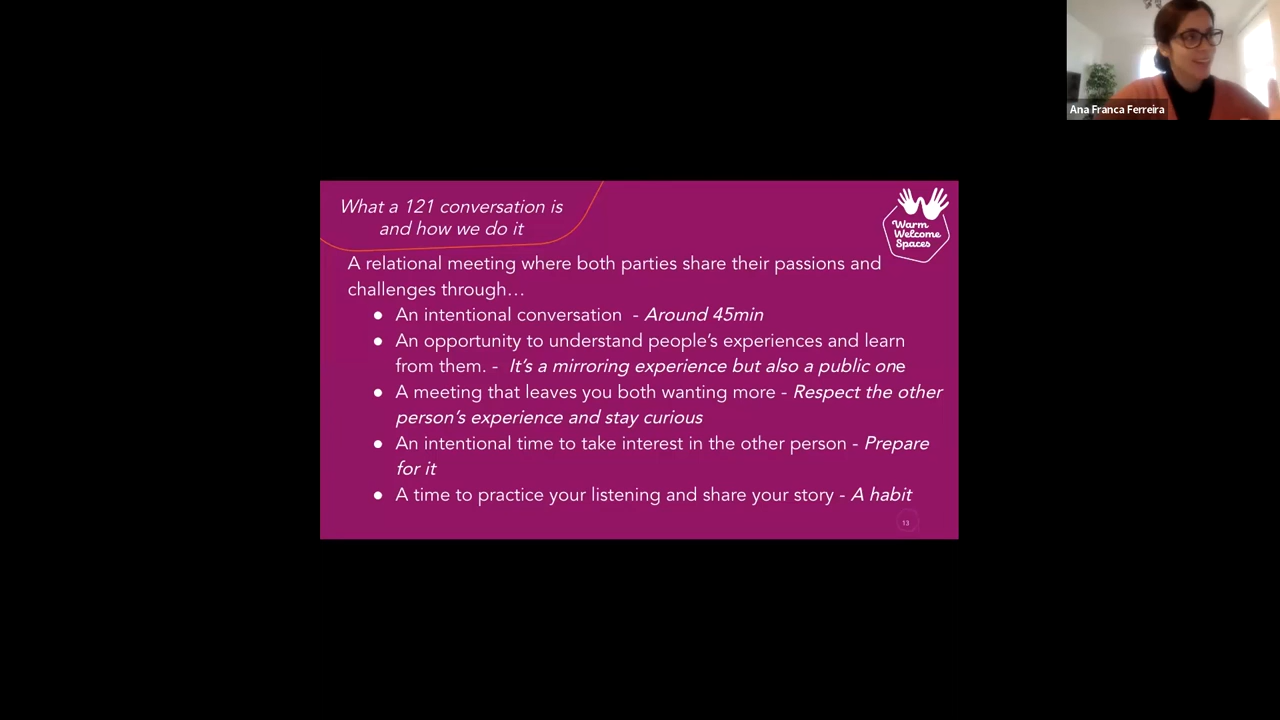 Ana Franca Ferreira
What a 121 conversation is
and how we do it
Warm
Welcome
Spaces
A relational meeting where both parties share their passions and
challenges through…
● An intentional conversation  - Around 45min
● An opportunity to understand people’s experiences and learn
from them. -  It’s a mirroring experience but also a public one
● A meeting that leaves you both wanting more - Respect the other
person’s experience and stay curious
● An intentional time to take interest in the other person - Prepare
for it
● A time to practice your listening and share your story - A habit
13